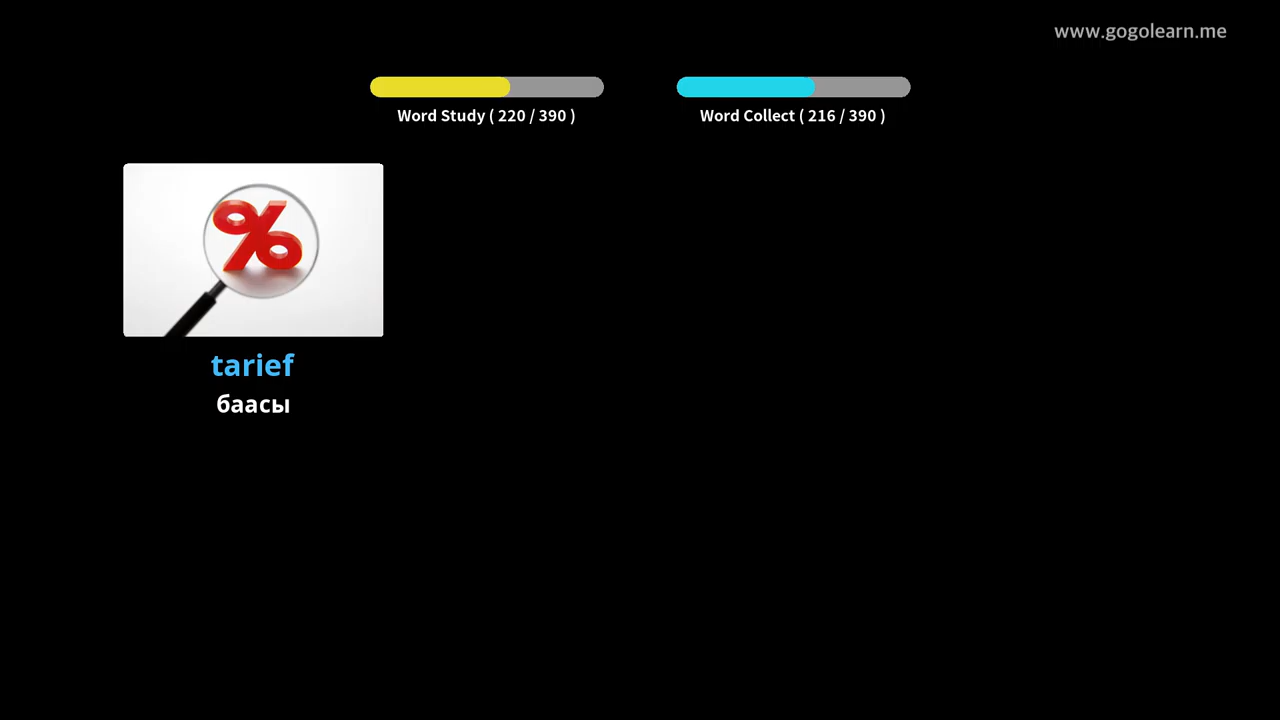 www.gogolearn.me
Word Study ( 220 / 390 )
Word Collect ( 216 / 390 )
%
tarief
баасы